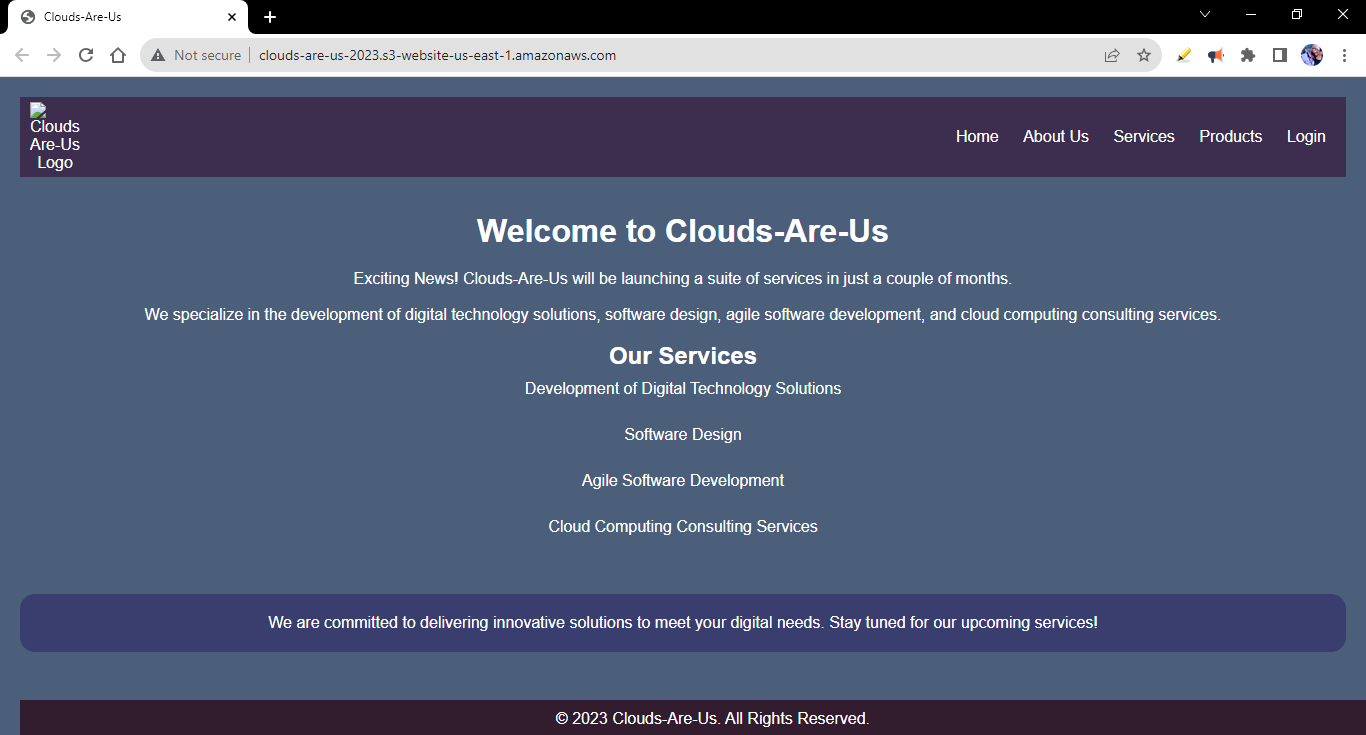 Clouds-Are-Us
Not secure
clouds-are-us-2023.s3-website-us-east-1.amazonaws.com
Clouds
Are-Us
Logo
Home About Us Services Products Login
Welcome to Clouds-Are-Us
Exciting News! Clouds-Are-Us will be launching a suite of services in just a couple of months.
We specialize in the development of digital technology solutions, software design, agile software development, and cloud computing consulting services.
Our Services
Development of Digital Technology Solutions
Software Design
Agile Software Development
Cloud Computing Consulting Services
We are committed to delivering innovative solutions to meet your digital needs. Stay tuned for our upcoming services!
© 2023 Clouds-Are-Us. All Rights Reserved.